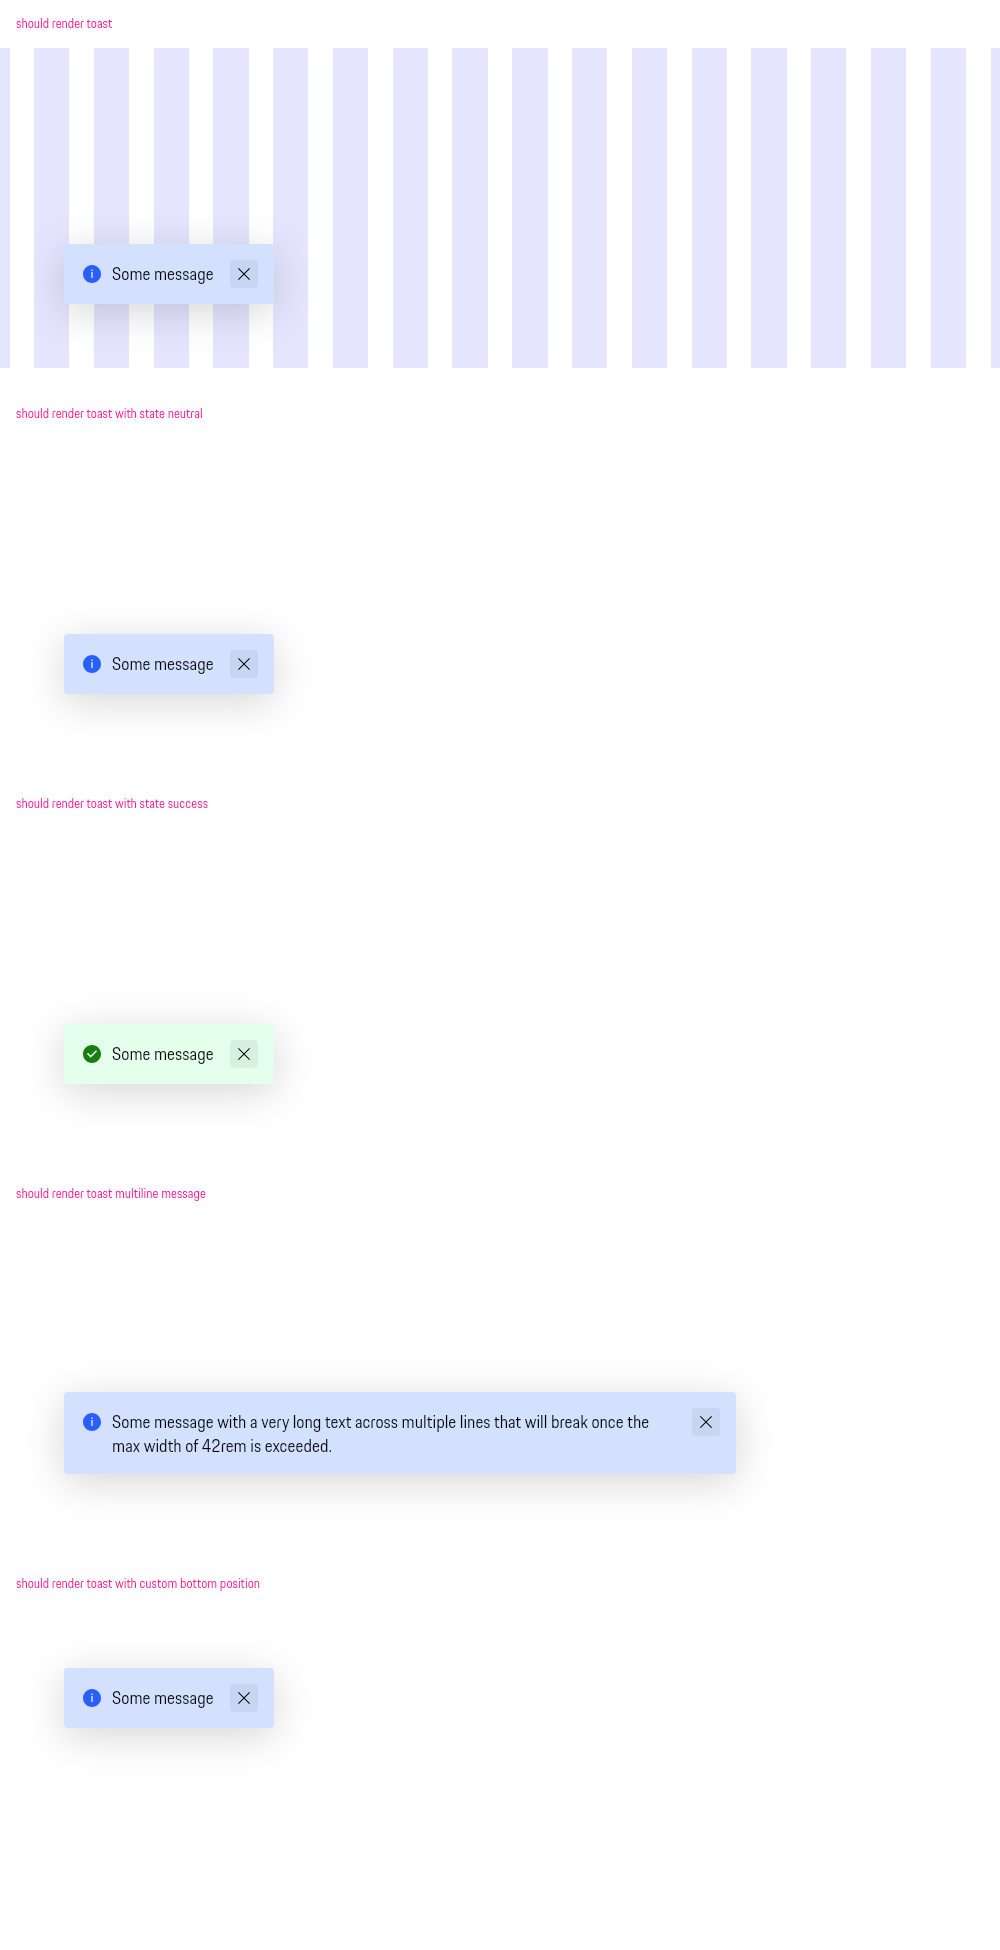 should render toast
Some message
should render toast with state neutral
Some message
should render toast with state success
Some message
should render toast multiline message
Some message with a very long text across multiple lines that will break once the
max width of 42rem is exceeded.
should render toast with custom bottom position
Some message